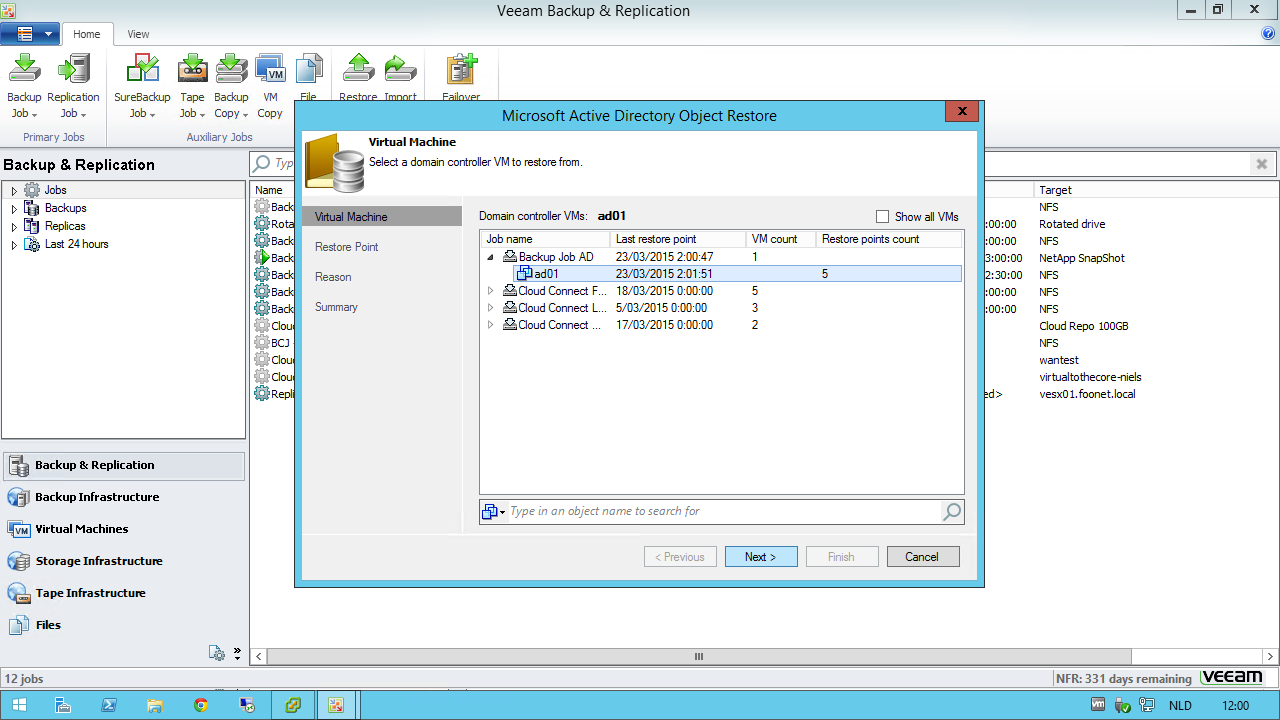 Veeam Backup & Replication
Home View
Backup Job Replication Job SureBackup Job Tape Job Backup Copy VM Copy File Restore Import Failover
Primary Jobs Auxiliary Jobs
Microsoft Active Directory Object Restore
Virtual Machine
Select a domain controller VM to restore from.
Virtual Machine
Restore Point
Reason
Summary
Domain controller VMs: ad01 Show all VMs
Job name Last restore point VM count Restore points count
Backup Job AD 23/03/2015 2:00:47 1
ad01 23/03/2015 2:01:51 5
Cloud Connect F... 18/03/2015 0:00:00 5
Cloud Connect L... 5/03/2015 0:00:00 3
Cloud Connect ... 17/03/2015 0:00:00 2
Type in an object name to search for
< Previous Next > Finish Cancel
Backup & Replication
Jobs
Backups
Replicas
Last 24 hours
Backup & Replication
Backup Infrastructure
Virtual Machines
Storage Infrastructure
Tape Infrastructure
Files
Typ
Name Target
Back NFS
Rota :00:00 Rotated drive
Back :00:00 NFS
Back 3:00:00 NetApp SnapShot
Back 2:30:00 NFS
Back :00:00 NFS
Back :00:00 NFS
Cloud Cloud Repo 100GB
BCJ NFS
Cloud wantest
Cloud virtualtothecore-niels
Repli ed> vesx01.foonet.local
12 jobs NFR: 331 days remaining veeam
NLD 12:00